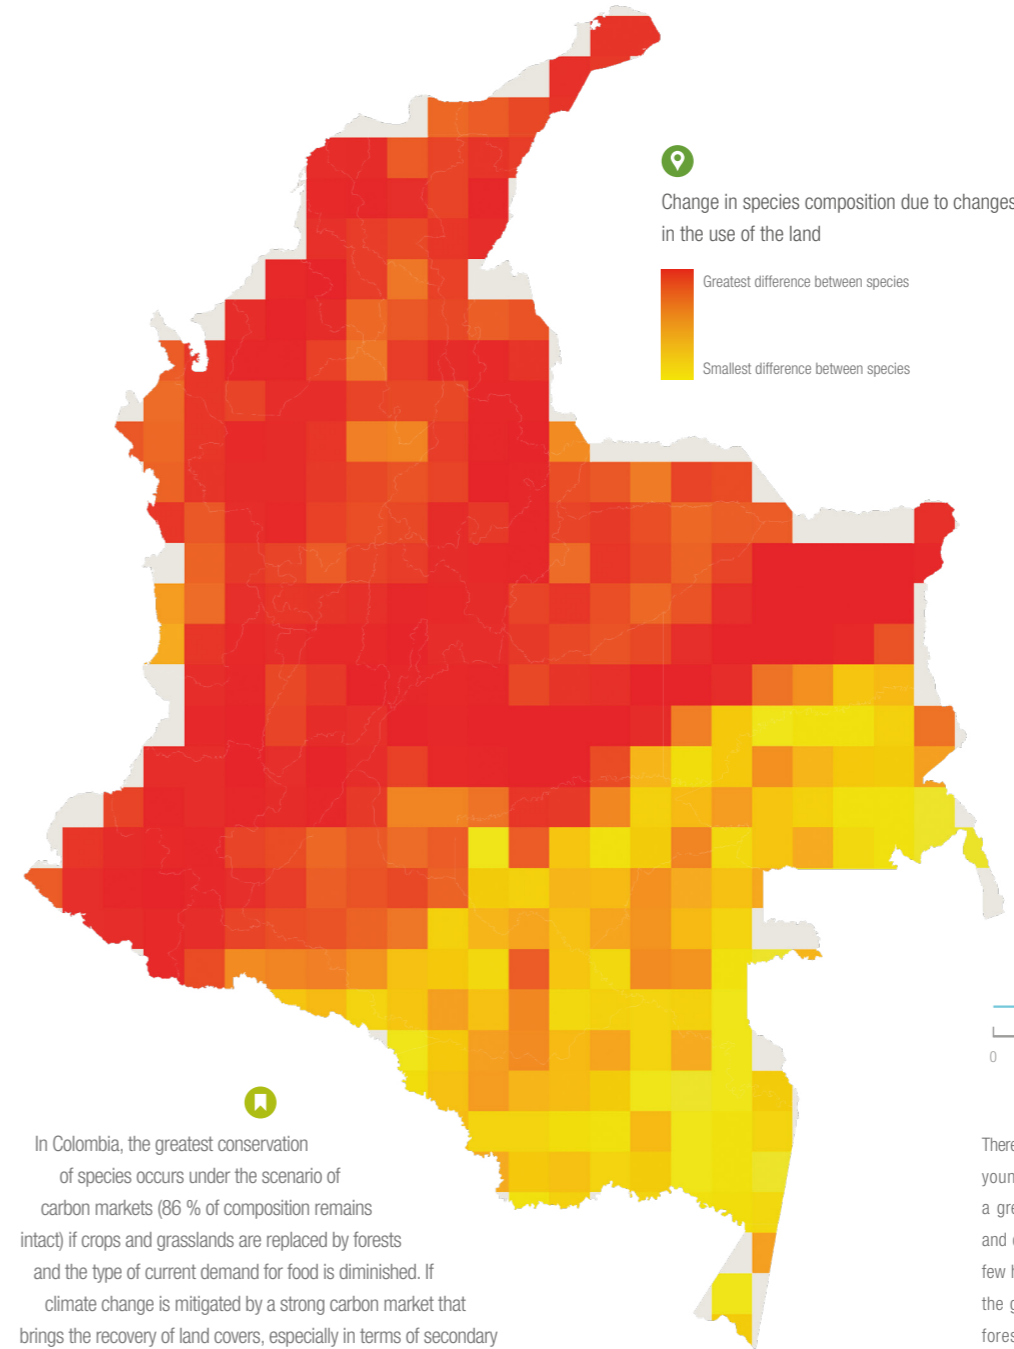 Change in species composition due to changes
in the use of the land
Greatest difference between species
Smallest difference between species
0
In Colombia, the greatest conservation
of species occurs under the scenario of
carbon markets (86 % of composition remains
intact) if crops and grasslands are replaced by forests
and the type of current demand for food is diminished. If
climate change is mitigated by a strong carbon market that
brings the recovery of land covers, especially in terms of secondary
There
youn
a gre
and
few h
the g
fores